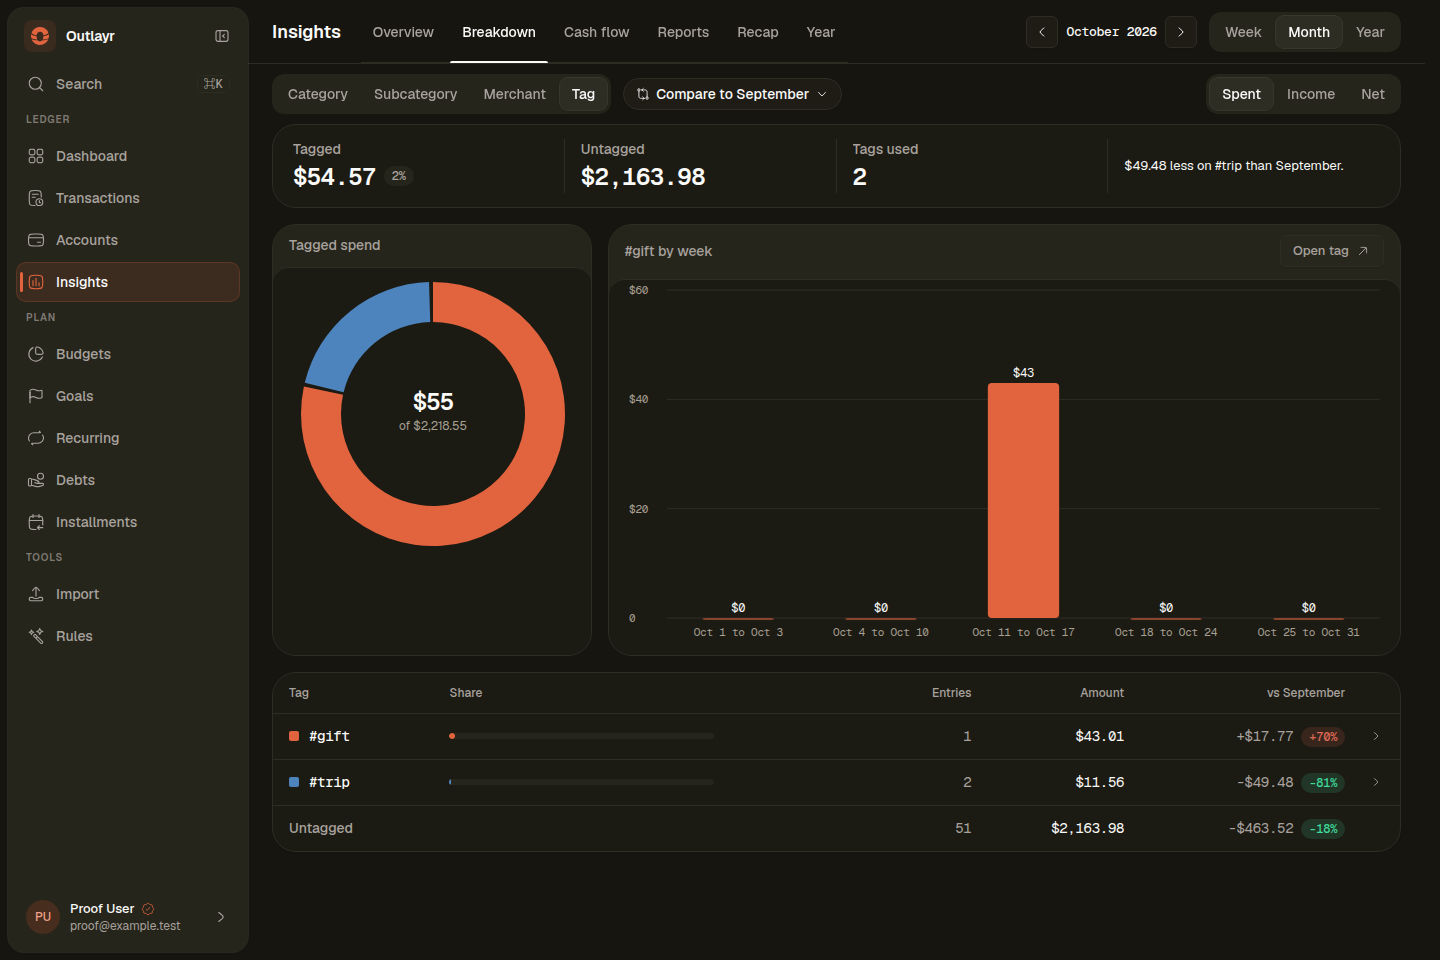 Outlayr
Search ⌘K
LEDGER
Dashboard
Transactions
Accounts
Insights
PLAN
Budgets
Goals
Recurring
Debts
Installments
TOOLS
Import
Rules
PU
Proof User
proof@example.test
Insights Overview Breakdown Cash flow Reports Recap Year
October 2026
Week Month Year
Category Subcategory Merchant Tag
Compare to September
Spent Income Net
Tagged
$54.57 2%
Untagged
$2,163.98
Tags used
2
$49.48 less on #trip than September.
Tagged spend
$55
of $2,218.55
#gift by week
Open tag
$60
$40
$20
0
$0 $0 $43 $0 $0
Oct 1 to Oct 3 Oct 4 to Oct 10 Oct 11 to Oct 17 Oct 18 to Oct 24 Oct 25 to Oct 31
Tag Share Entries Amount vs September
#gift 1 $43.01 +$17.77 +70%
#trip 2 $11.56 -$49.48 -81%
Untagged 51 $2,163.98 -$463.52 -18%